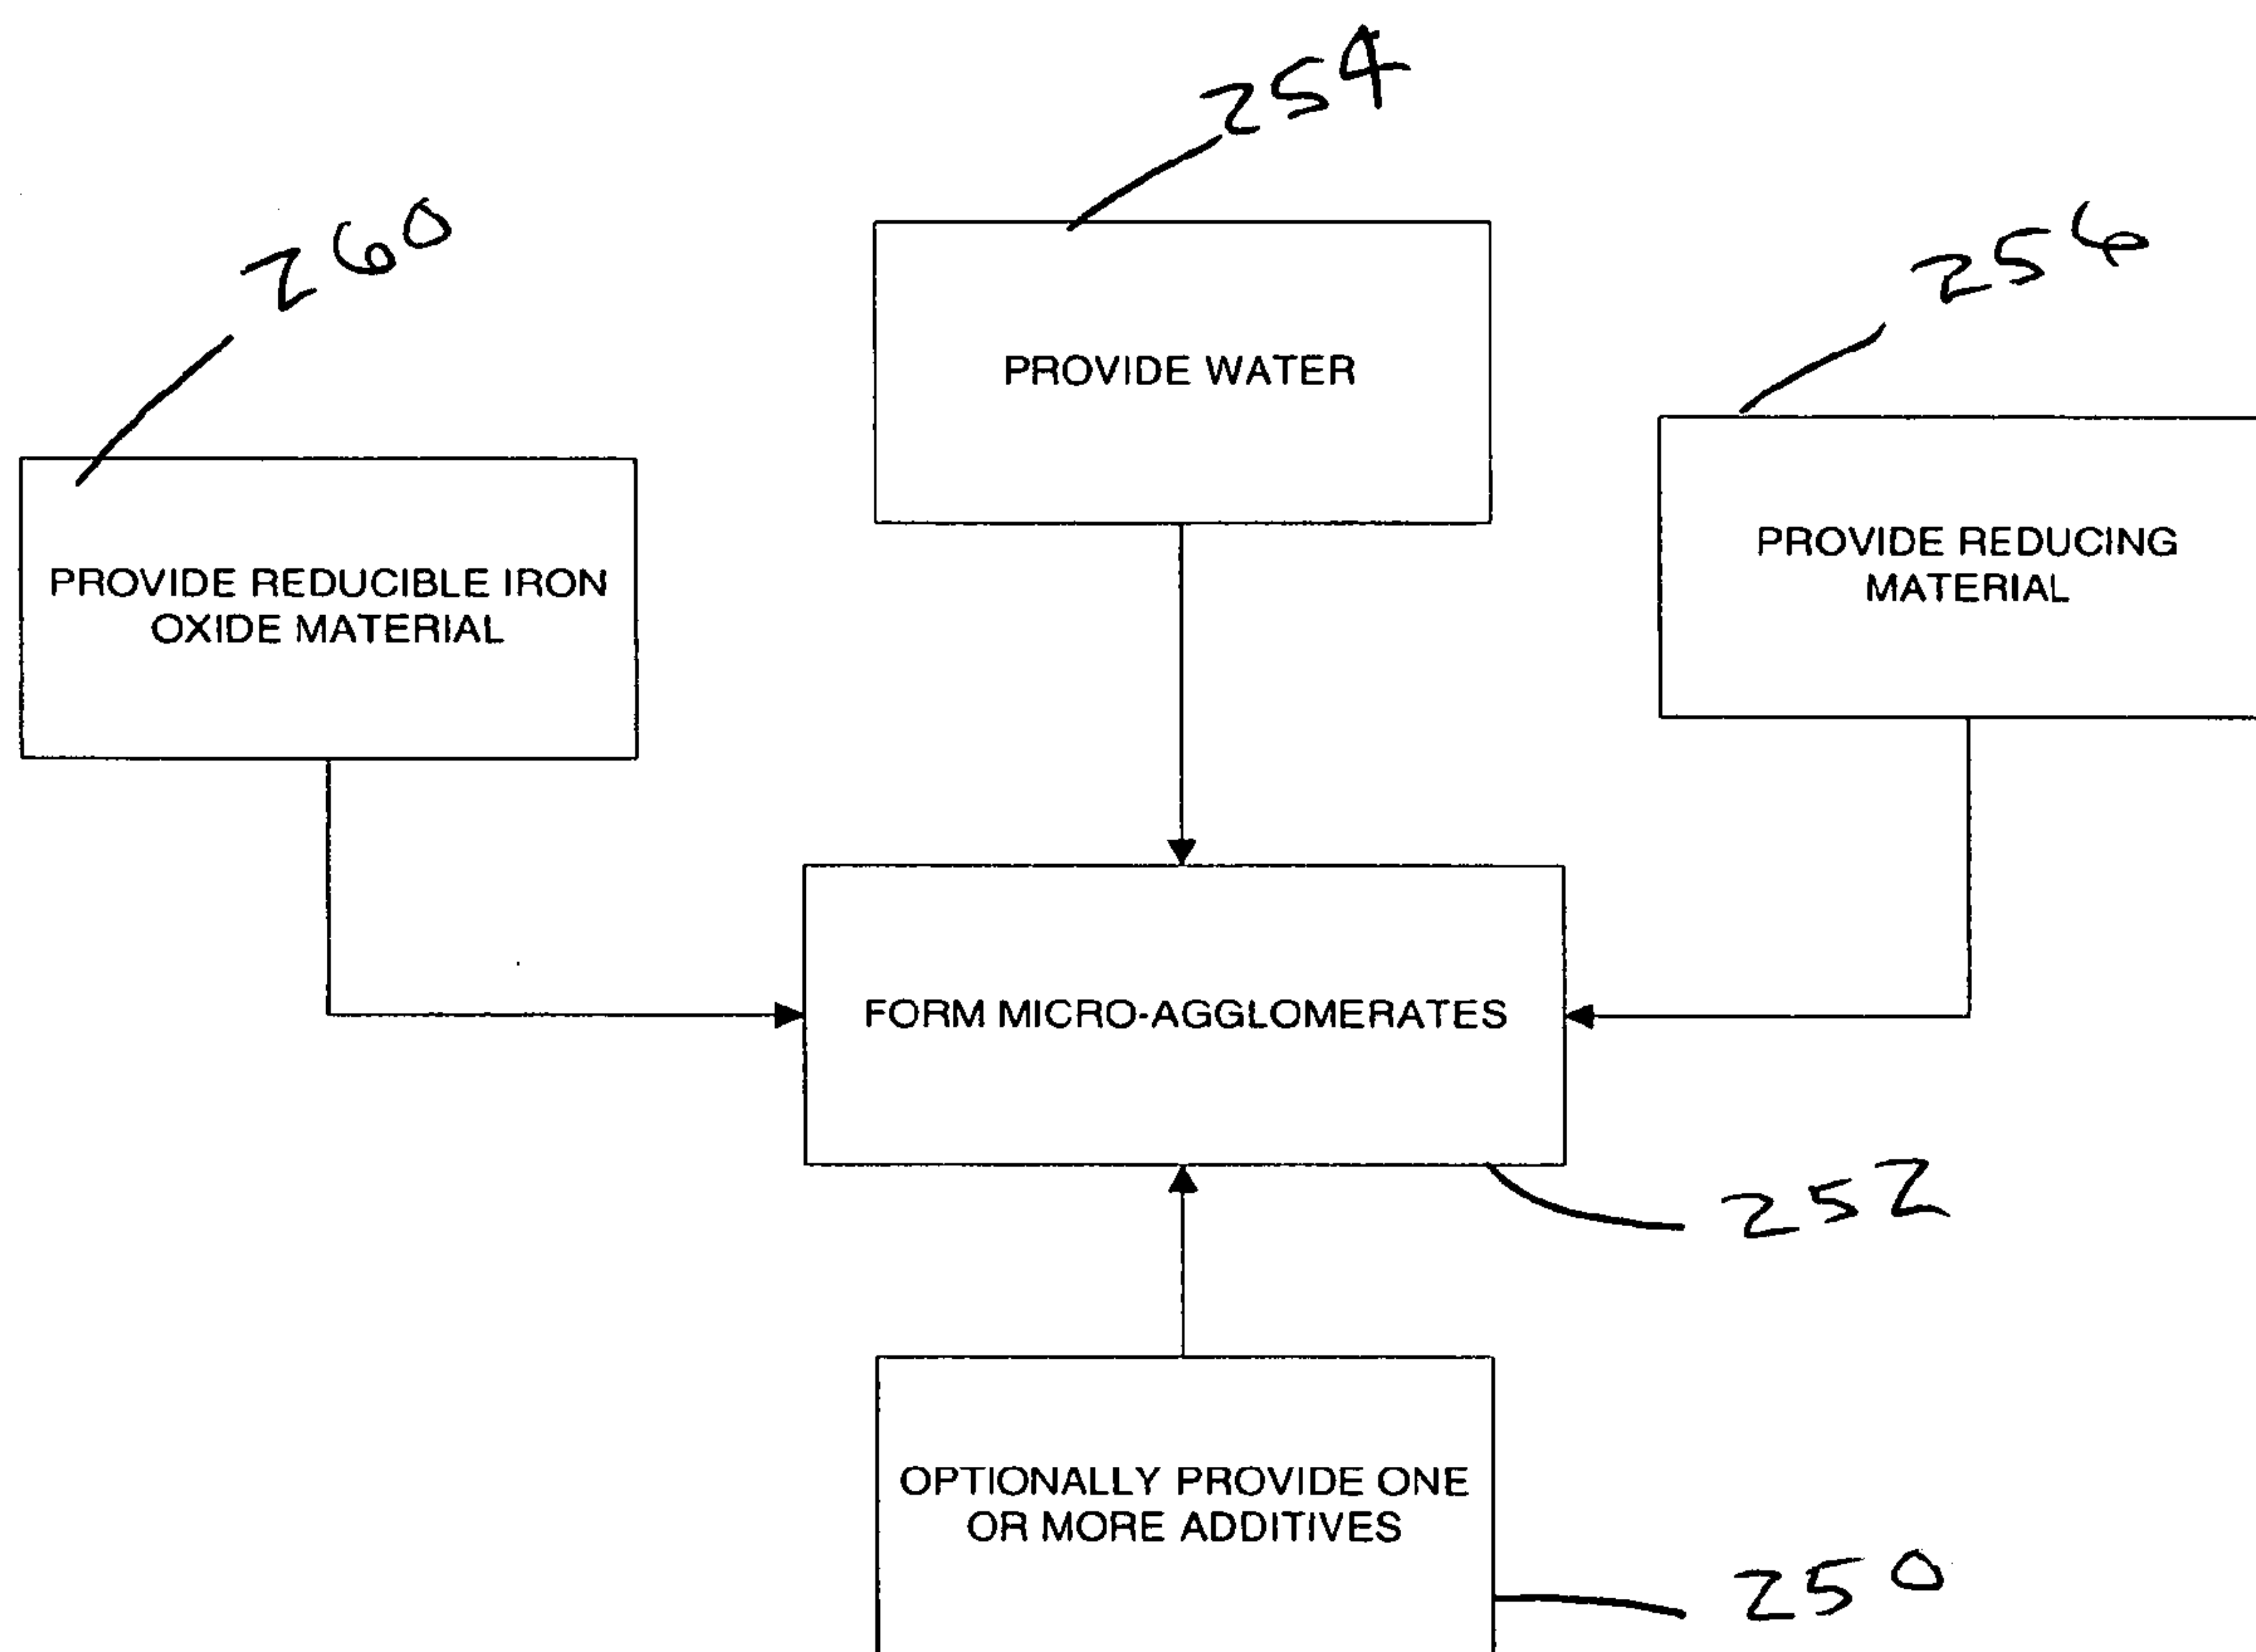 254
260
256
PROVIDE WATER
PROVIDE REDUCING
MATERIAL
PROVIDE REDUCIBLE IRON
OXIDE MATERIAL
FORM MICRO-AGGLOMERATES
252
OPTIONALLY PROVIDE ONE
OR MORE ADDITIVES
250